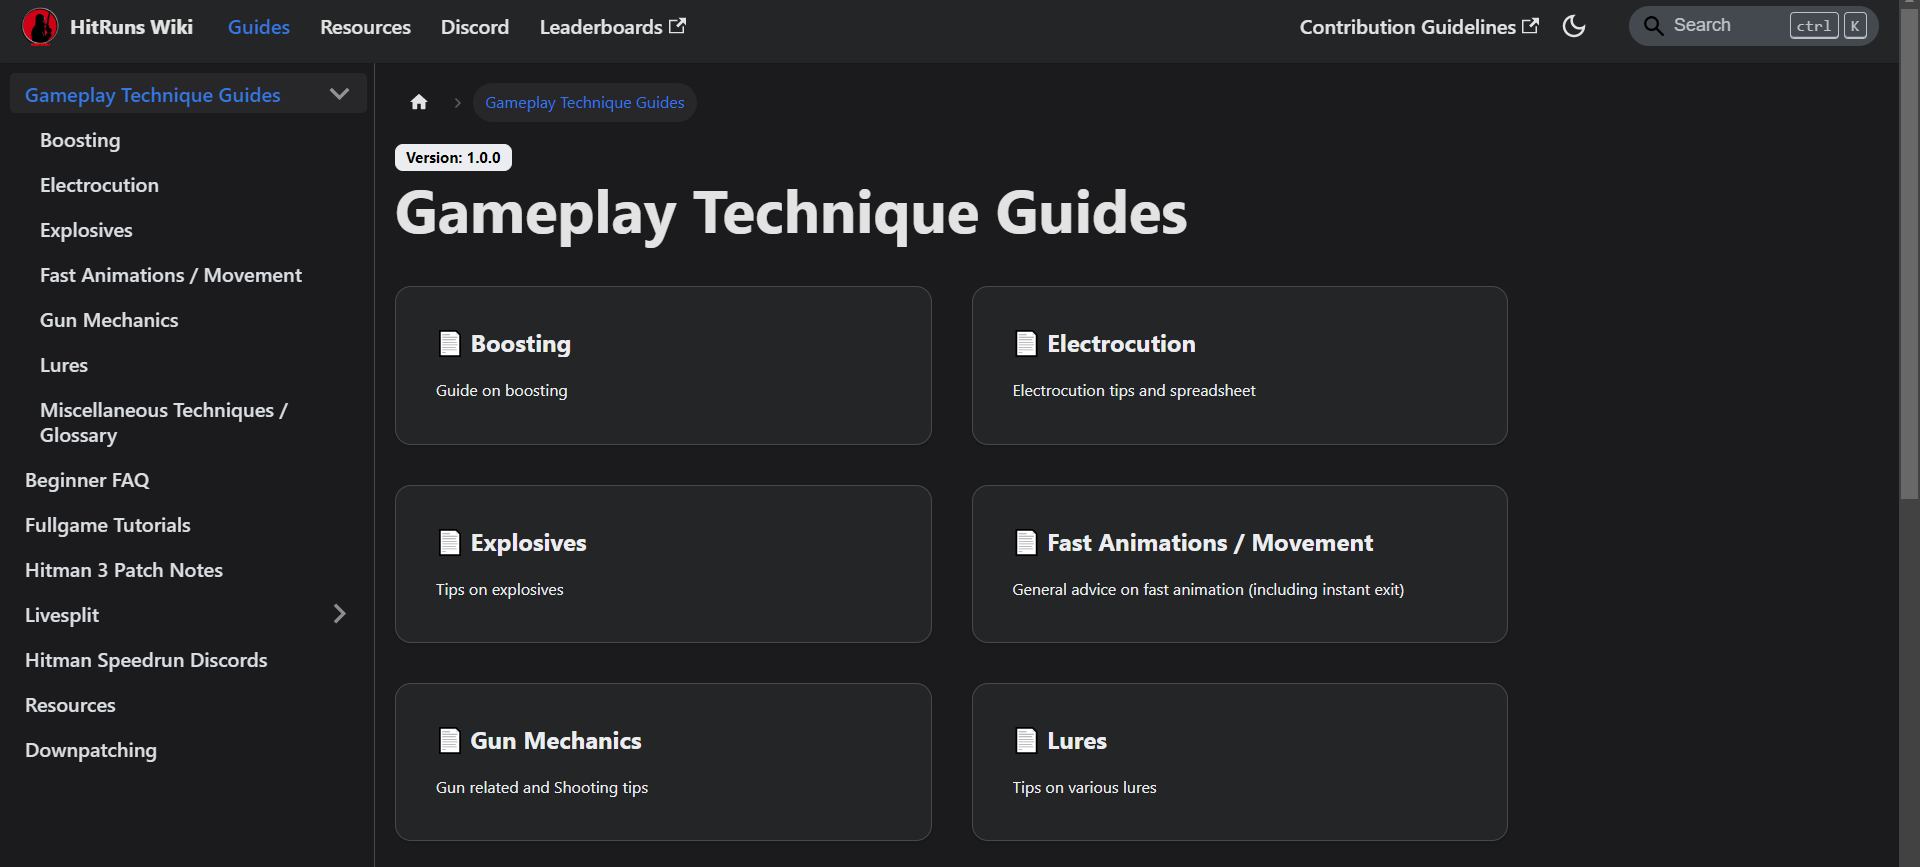 HitRuns Wiki
Guides
Resources
Discord
Leaderboards
Contribution Guidelines
Search
ctrl
K
Gameplay Technique Guides
Boosting
Electrocution
Explosives
Fast Animations / Movement
Gun Mechanics
Lures
Miscellaneous Techniques /
Glossary
Beginner FAQ
Fullgame Tutorials
Hitman 3 Patch Notes
Livesplit
Hitman Speedrun Discords
Resources
Downpatching
Gameplay Technique Guides
Version: 1.0.0
Gameplay Technique Guides
Boosting
Guide on boosting
Electrocution
Electrocution tips and spreadsheet
Explosives
Tips on explosives
Fast Animations / Movement
General advice on fast animation (including instant exit)
Gun Mechanics
Gun related and Shooting tips
Lures
Tips on various lures